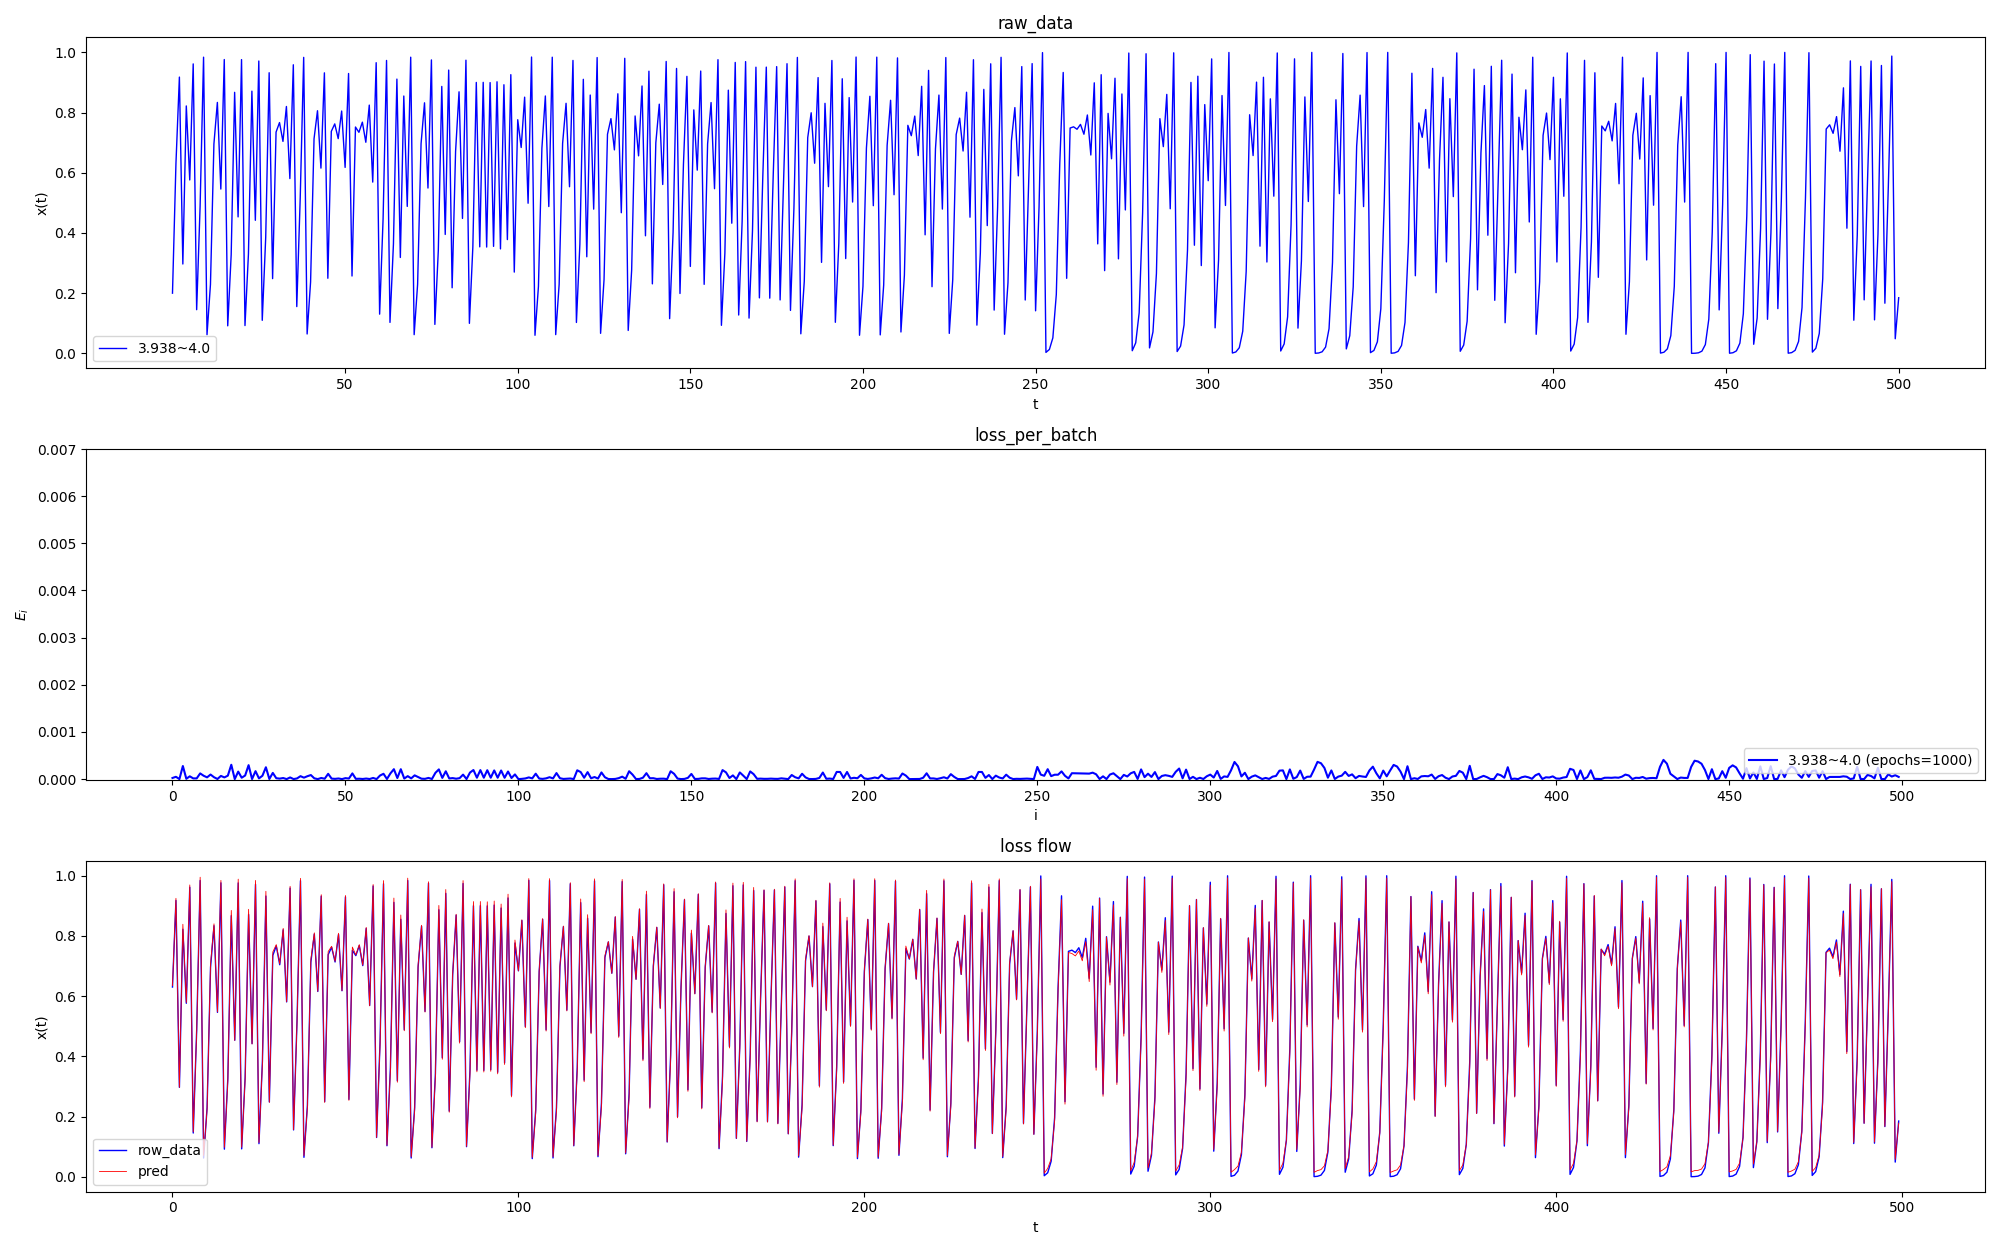 raw_data
x(t)
1.0
0.8
0.6
0.4
0.2
0.0
3.938~4.0
50 100 150 200 250 300 350 400 450 500
t
loss_per_batch
E_i
0.007
0.006
0.005
0.004
0.003
0.002
0.001
0.000
3.938~4.0 (epochs=1000)
0 50 100 150 200 250 300 350 400 450 500
i
loss flow
x(t)
1.0
0.8
0.6
0.4
0.2
0.0
row_data
pred
0 100 200 300 400 500
t